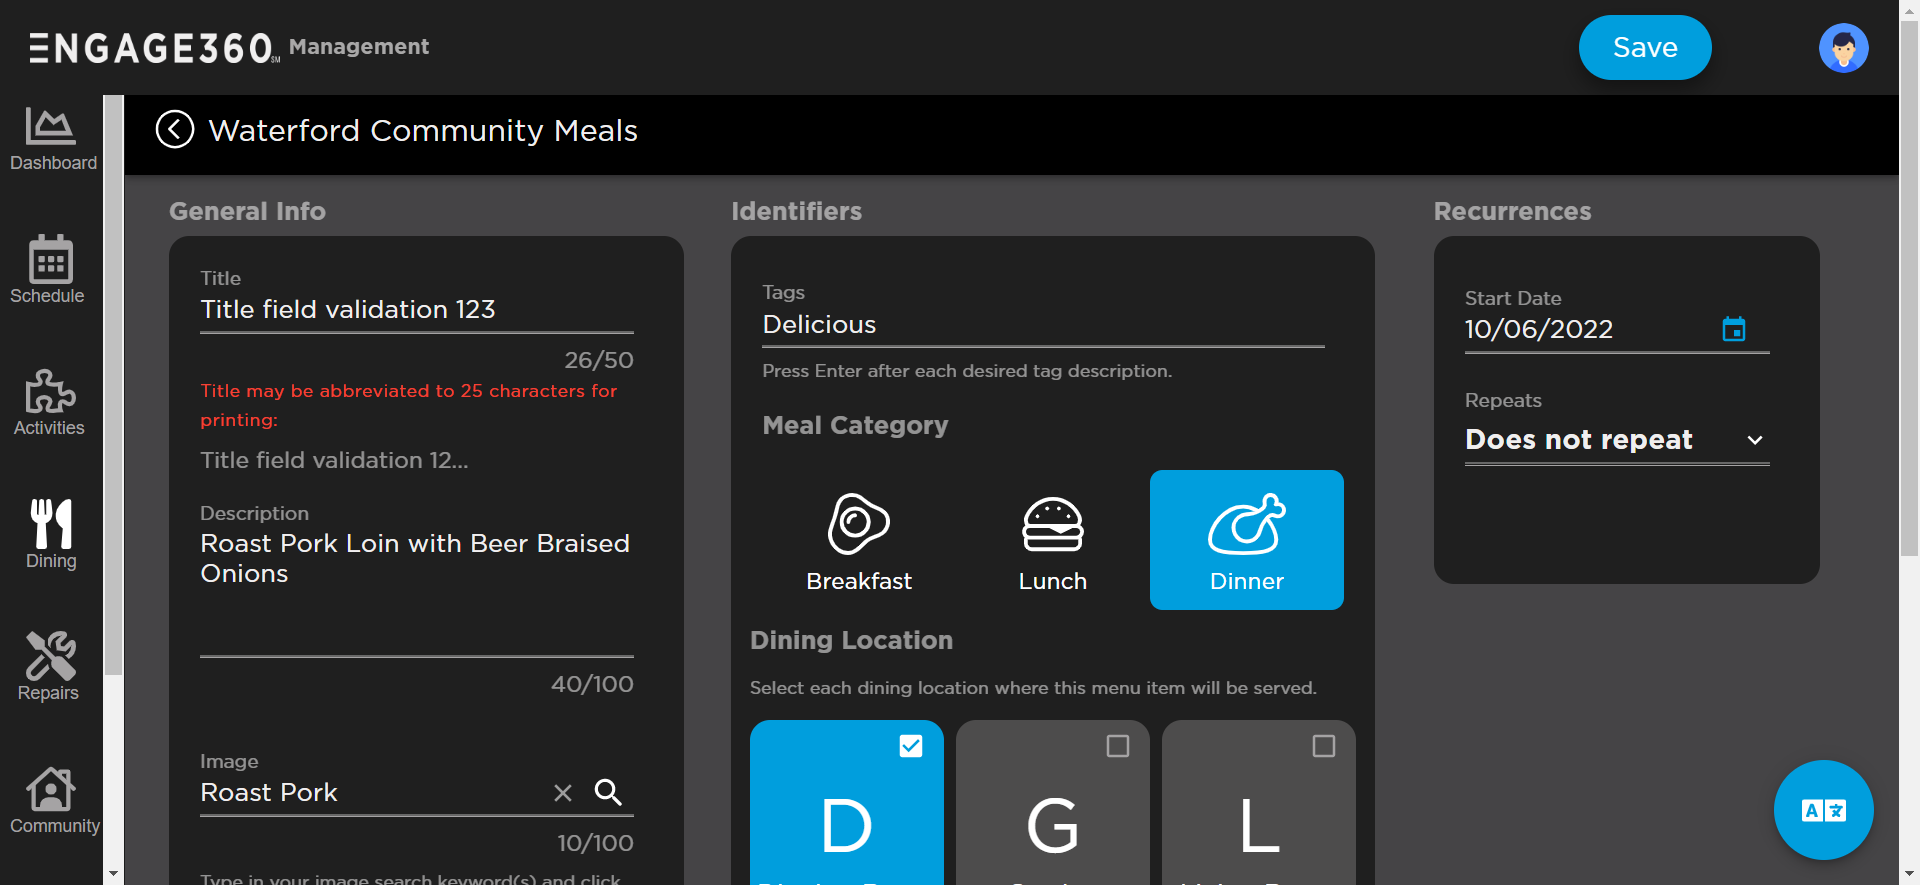 ENGAGE360 SM Management
Save
Dashboard
Schedule
Activities
Dining
Repairs
Community
Waterford Community Meals
General Info
Title
Title field validation 123
26/50
Title may be abbreviated to 25 characters for
printing:
Title field validation 12...
Description
Roast Pork Loin with Beer Braised
Onions
40/100
Image
Roast Pork
10/100
Type in your image search keyword(s) and click
Identifiers
Tags
Delicious
Press Enter after each desired tag description.
Meal Category
Breakfast
Lunch
Dinner
Dining Location
Select each dining location where this menu item will be served.
D
G
L
Recurrences
Start Date
10/06/2022
Repeats
Does not repeat
A